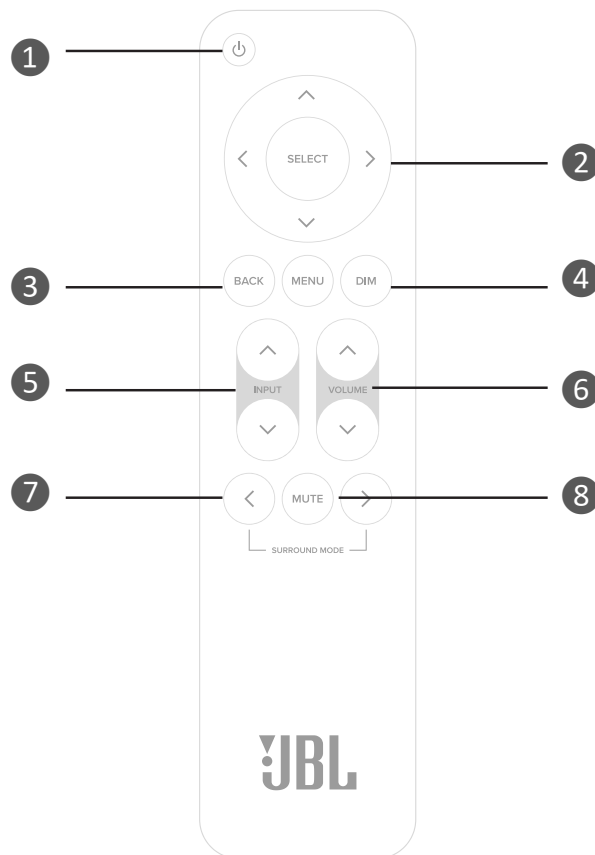 1
SELECT
2
3
BACK MENU DIM
4
5
INPUT VOLUME
6
7
MUTE
8
SURROUND MODE
JBL